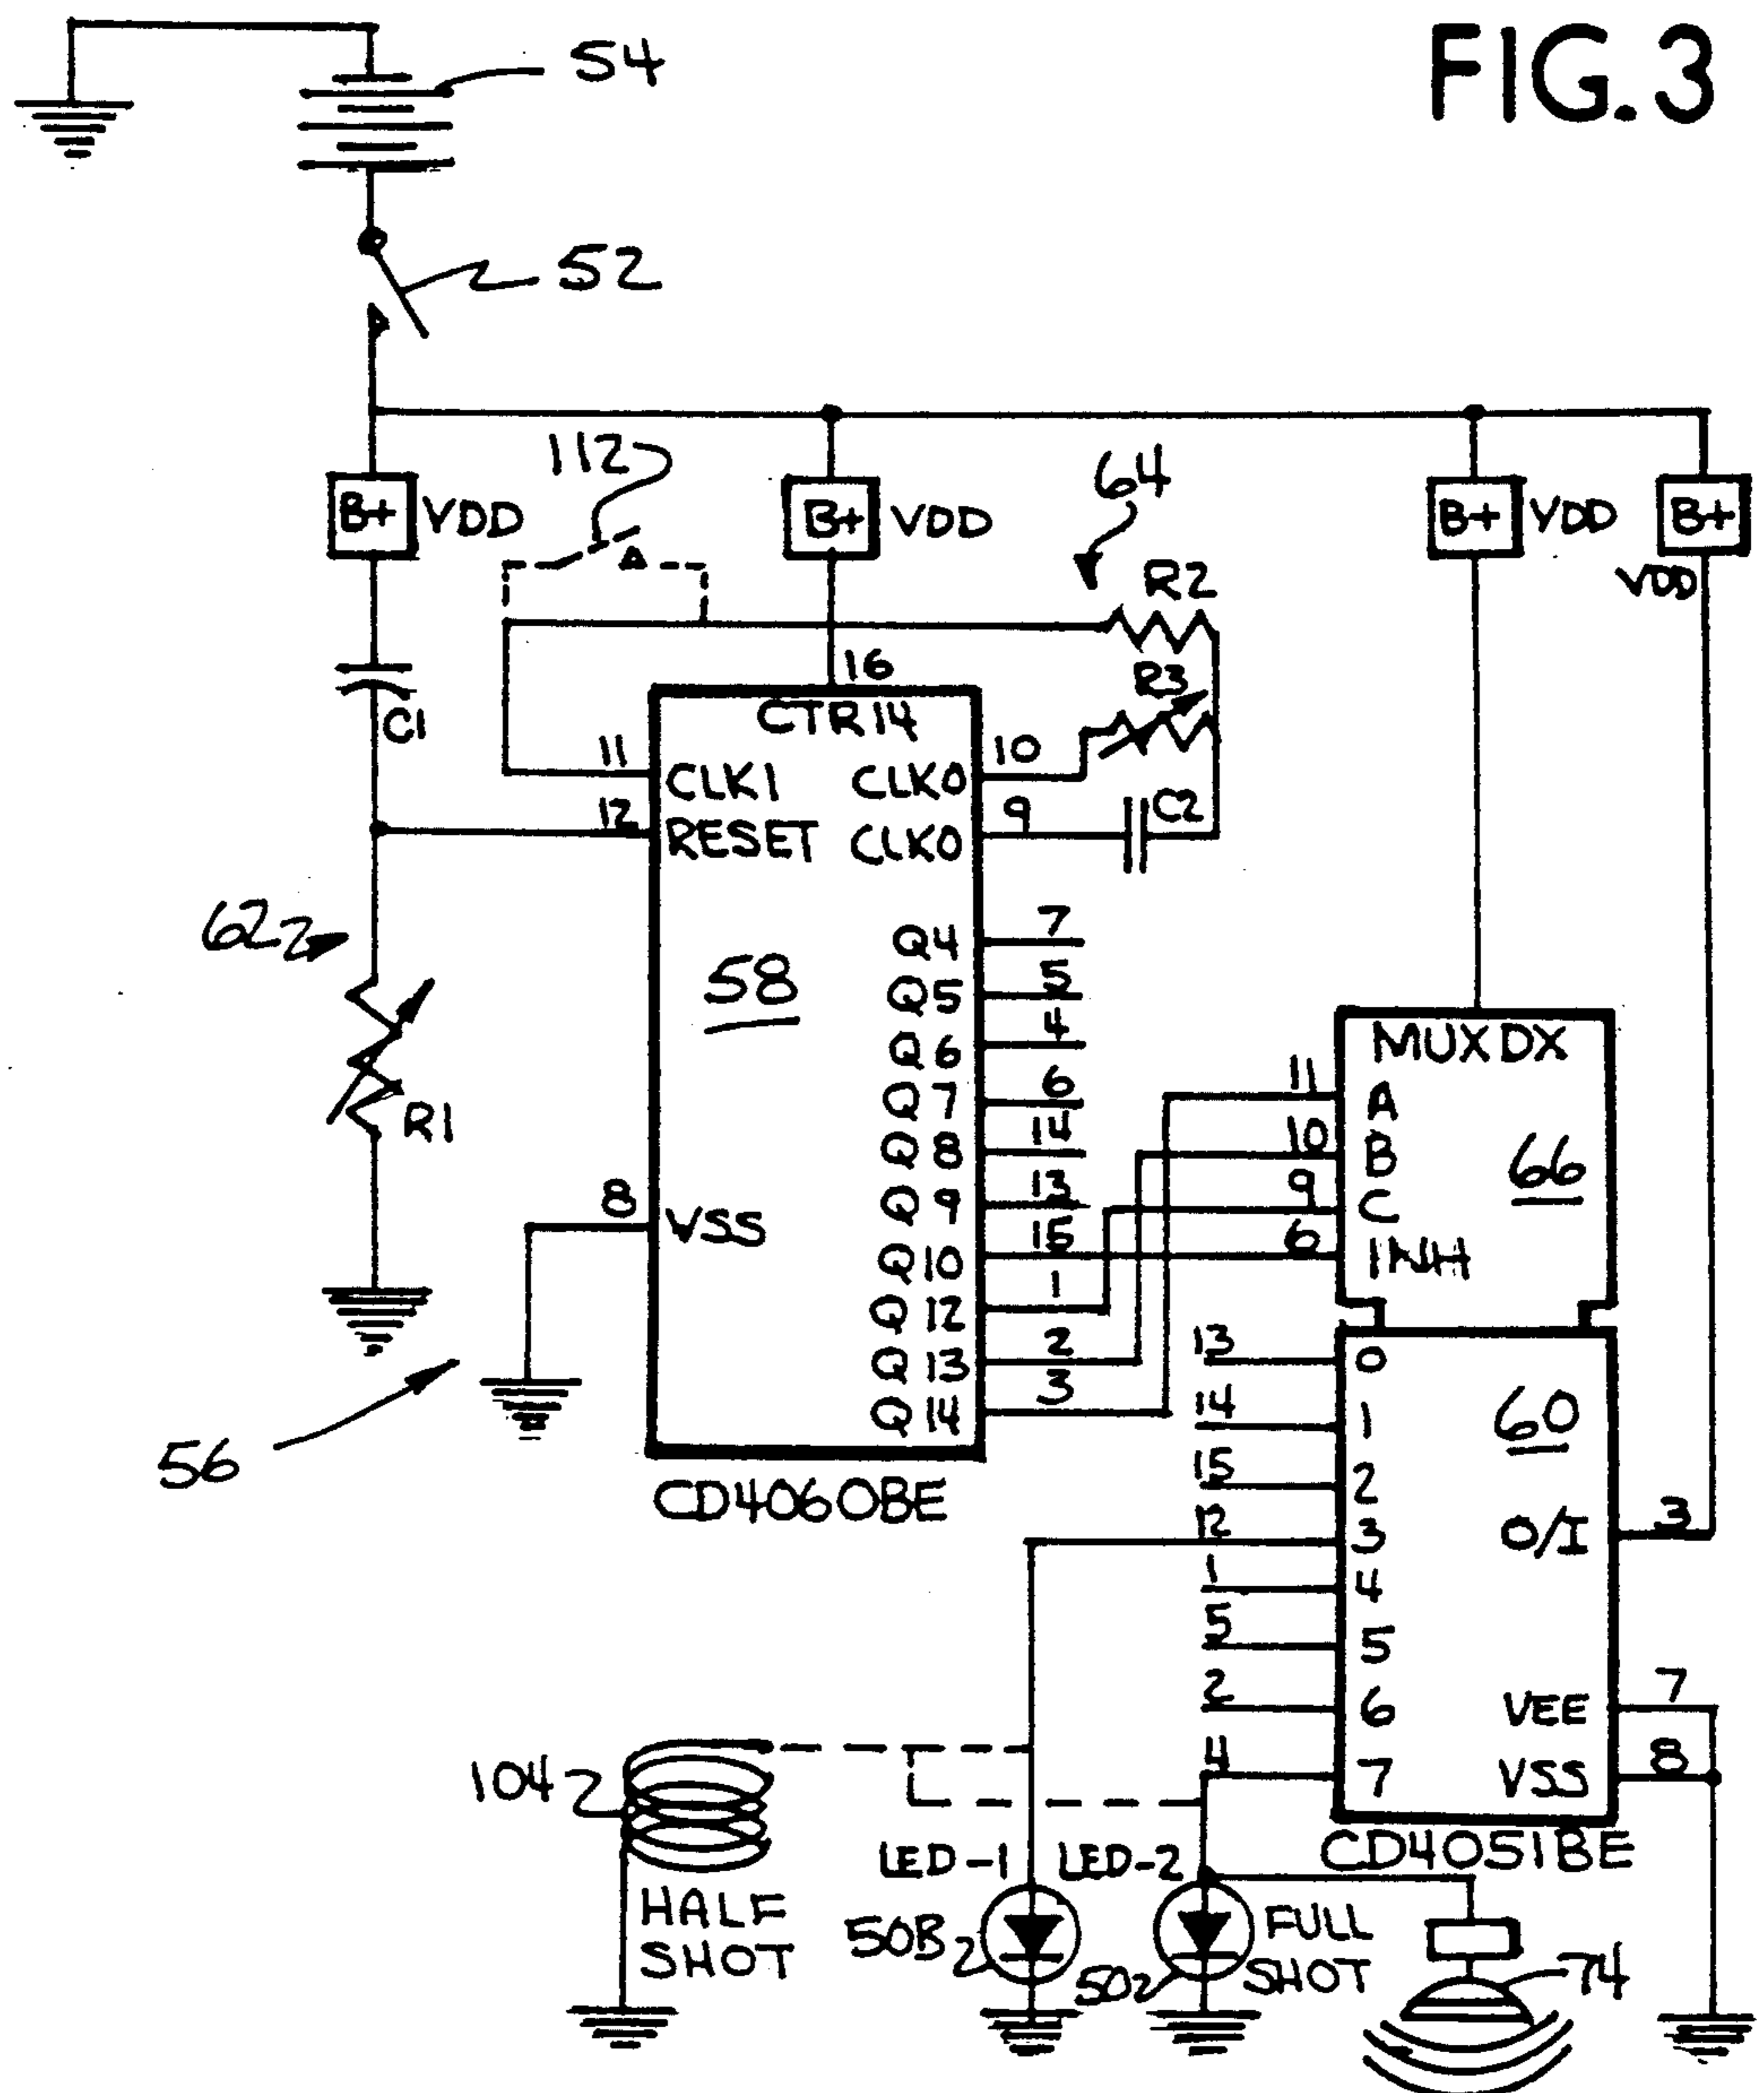 FIG.3
54
52
112
64
B+ VDD
B+ VDD
B+ VDD
B+
VDD
R2
R3
16
C1
CTR14
11
10
CLK1
CLKO
12
9
C2
RESET
CLKO
62
58
7
Q4
5
Q5
4
Q6
6
Q7
14
Q8
13
Q9
15
Q10
1
Q12
2
Q13
3
Q14
R1
8
VSS
56
CD4060BE
MUXDX
11
A
10
B
9
C
6
INH
66
13
0
14
1
15
2
12
3
1
4
5
5
2
6
4
7
60
O/I
3
VEE
7
VSS
8
CD4051BE
104
HALF
SHOT
LED-1
LED-2
50B
50
FULL
SHOT
74